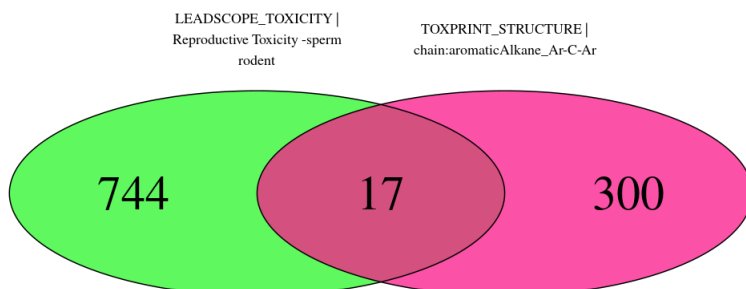 LEADSCOPE_TOXICITY |
Reproductive Toxicity -sperm
rodent
TOXPRINT_STRUCTURE |
chain:aromaticAlkane_Ar-C-Ar
744
17
300